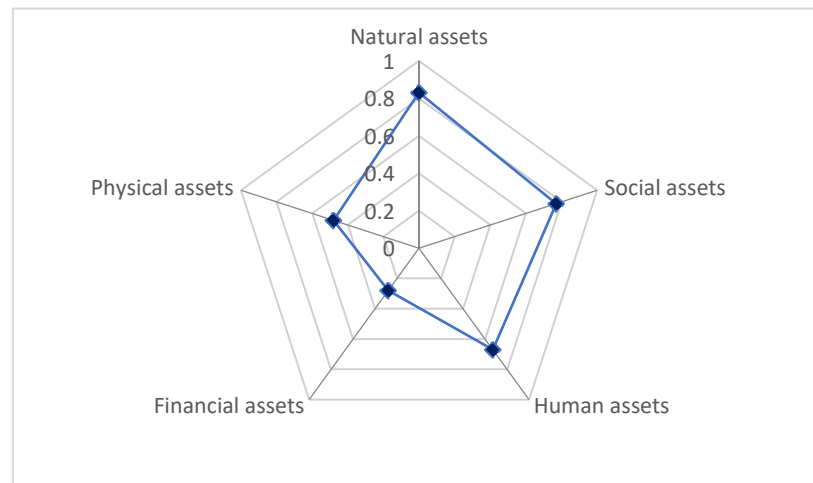 Natural assets
1
0.8
0.6
0.4
0.2
0
Social assets
Human assets
Financial assets
Physical assets